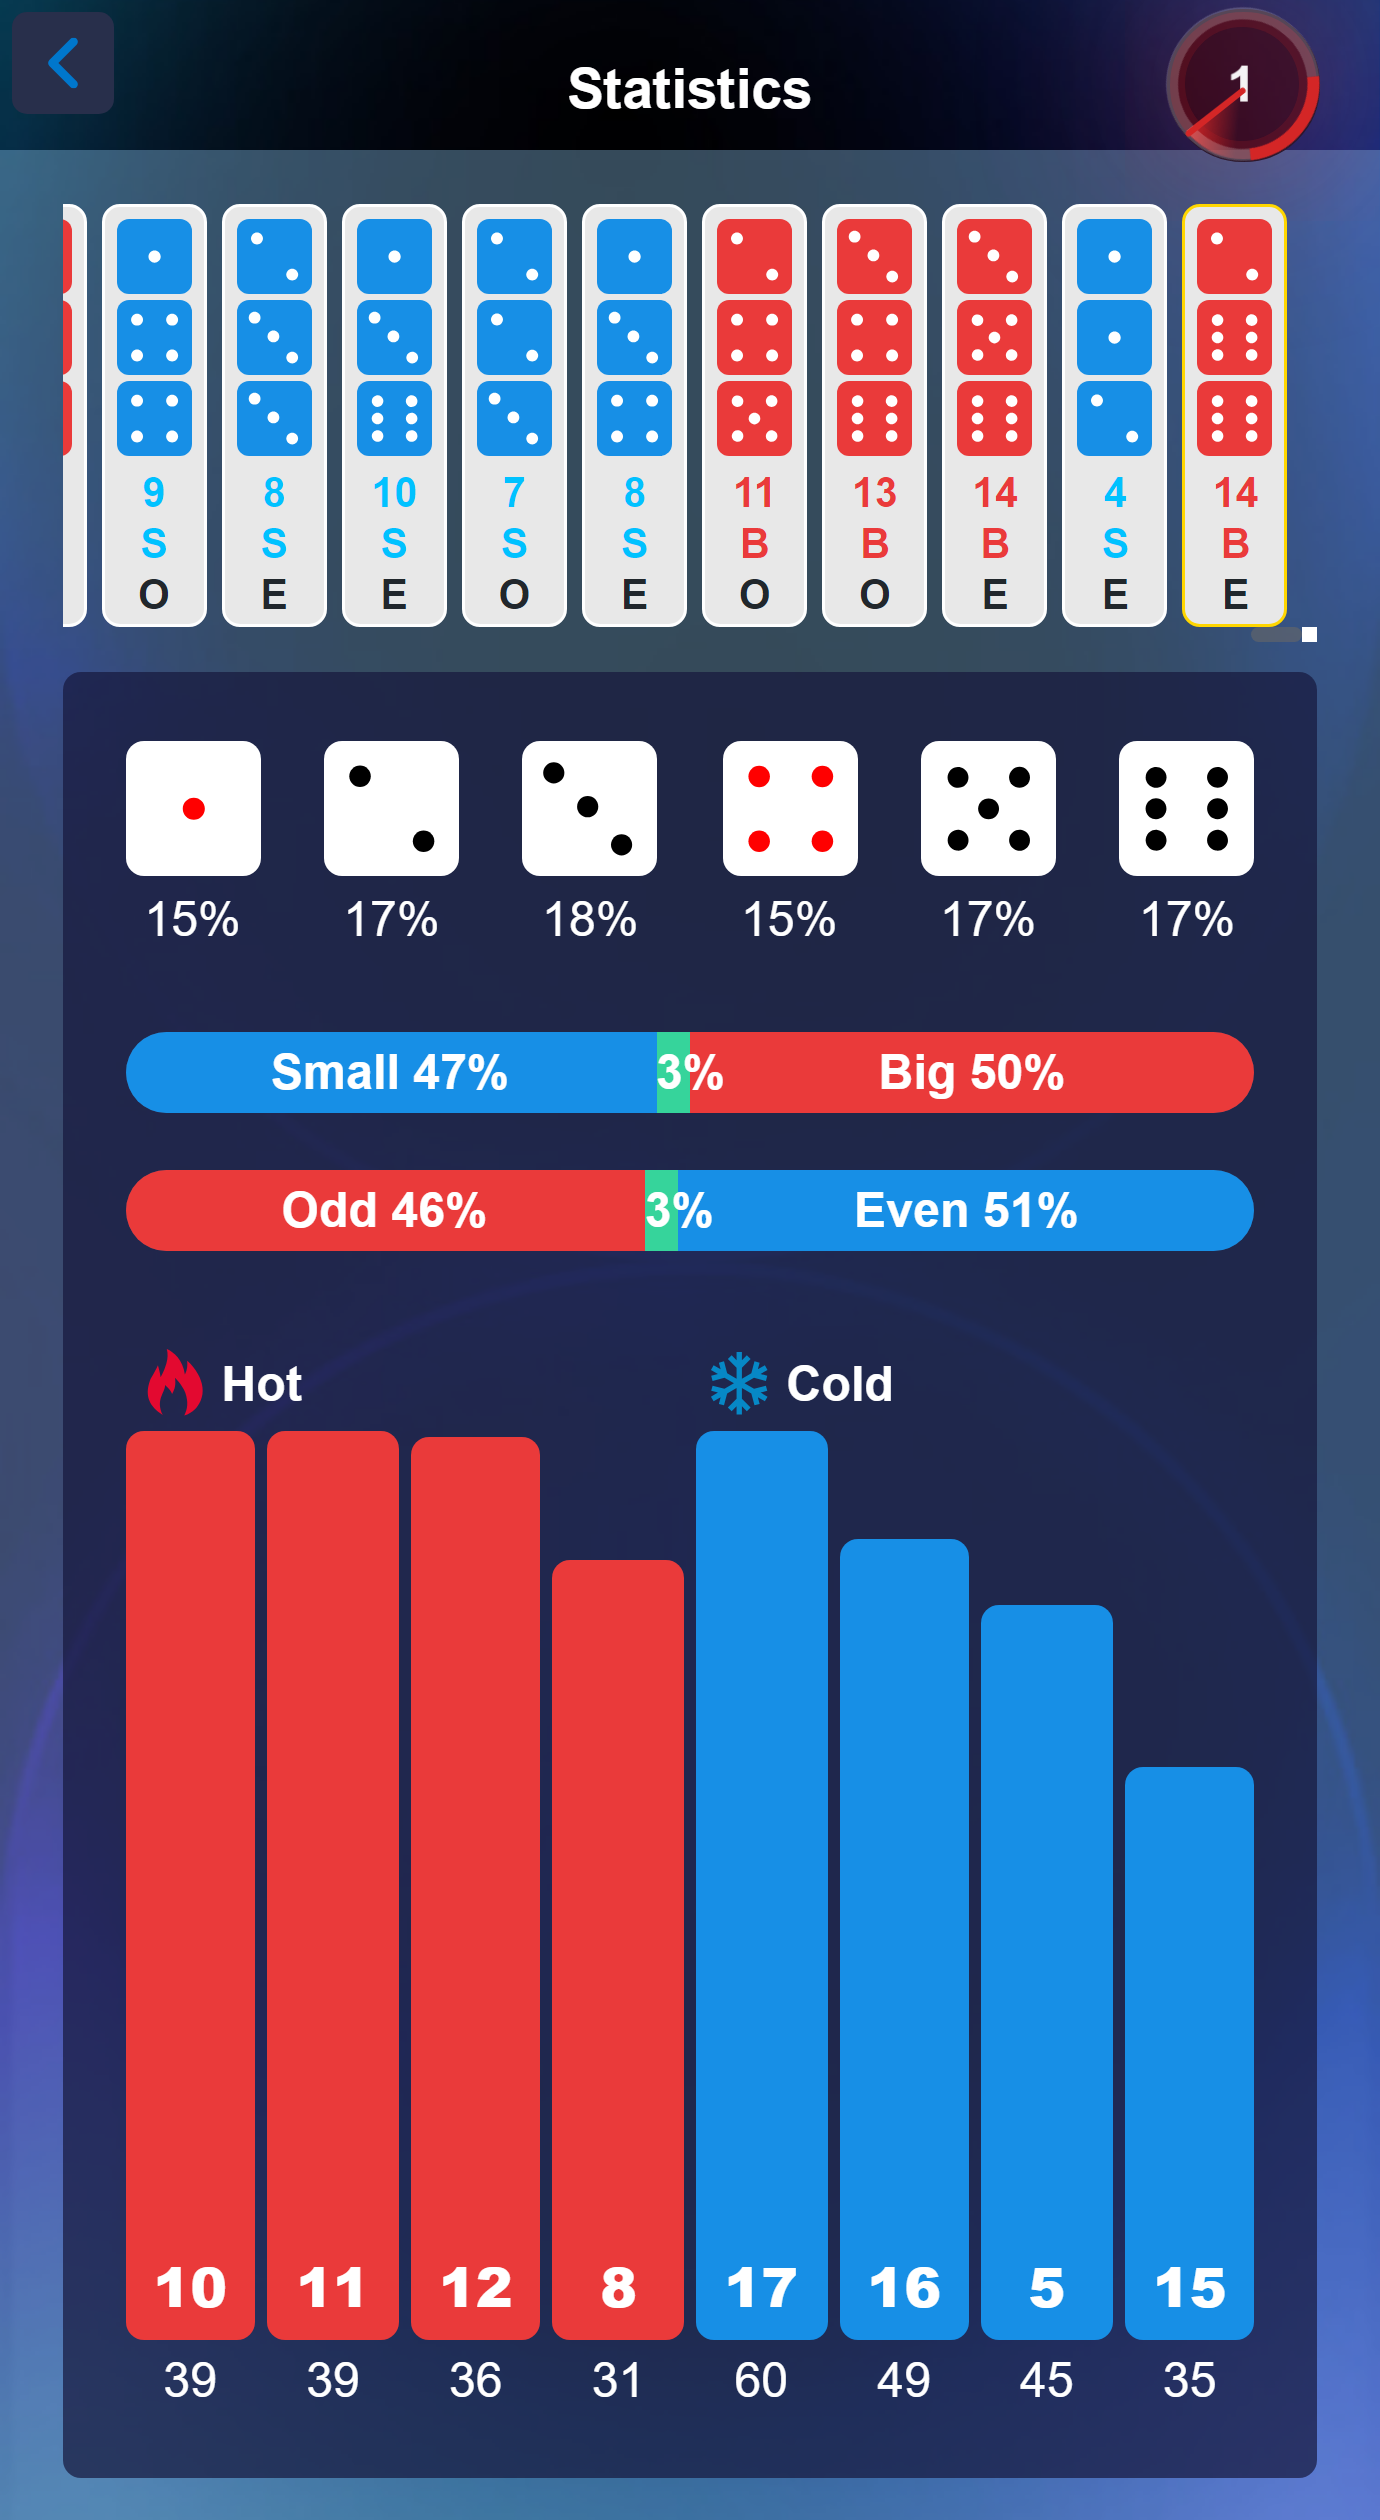 Statistics
1
9 8 10 7 8 11 13 14 4 14
S S S S S B B B S B
O E E O E O O E E E
15% 17% 18% 15% 17% 17%
Small 47% 3% Big 50%
Odd 46% 3% Even 51%
Hot Cold
10 11 12 8 17 16 5 15
39 39 36 31 60 49 45 35